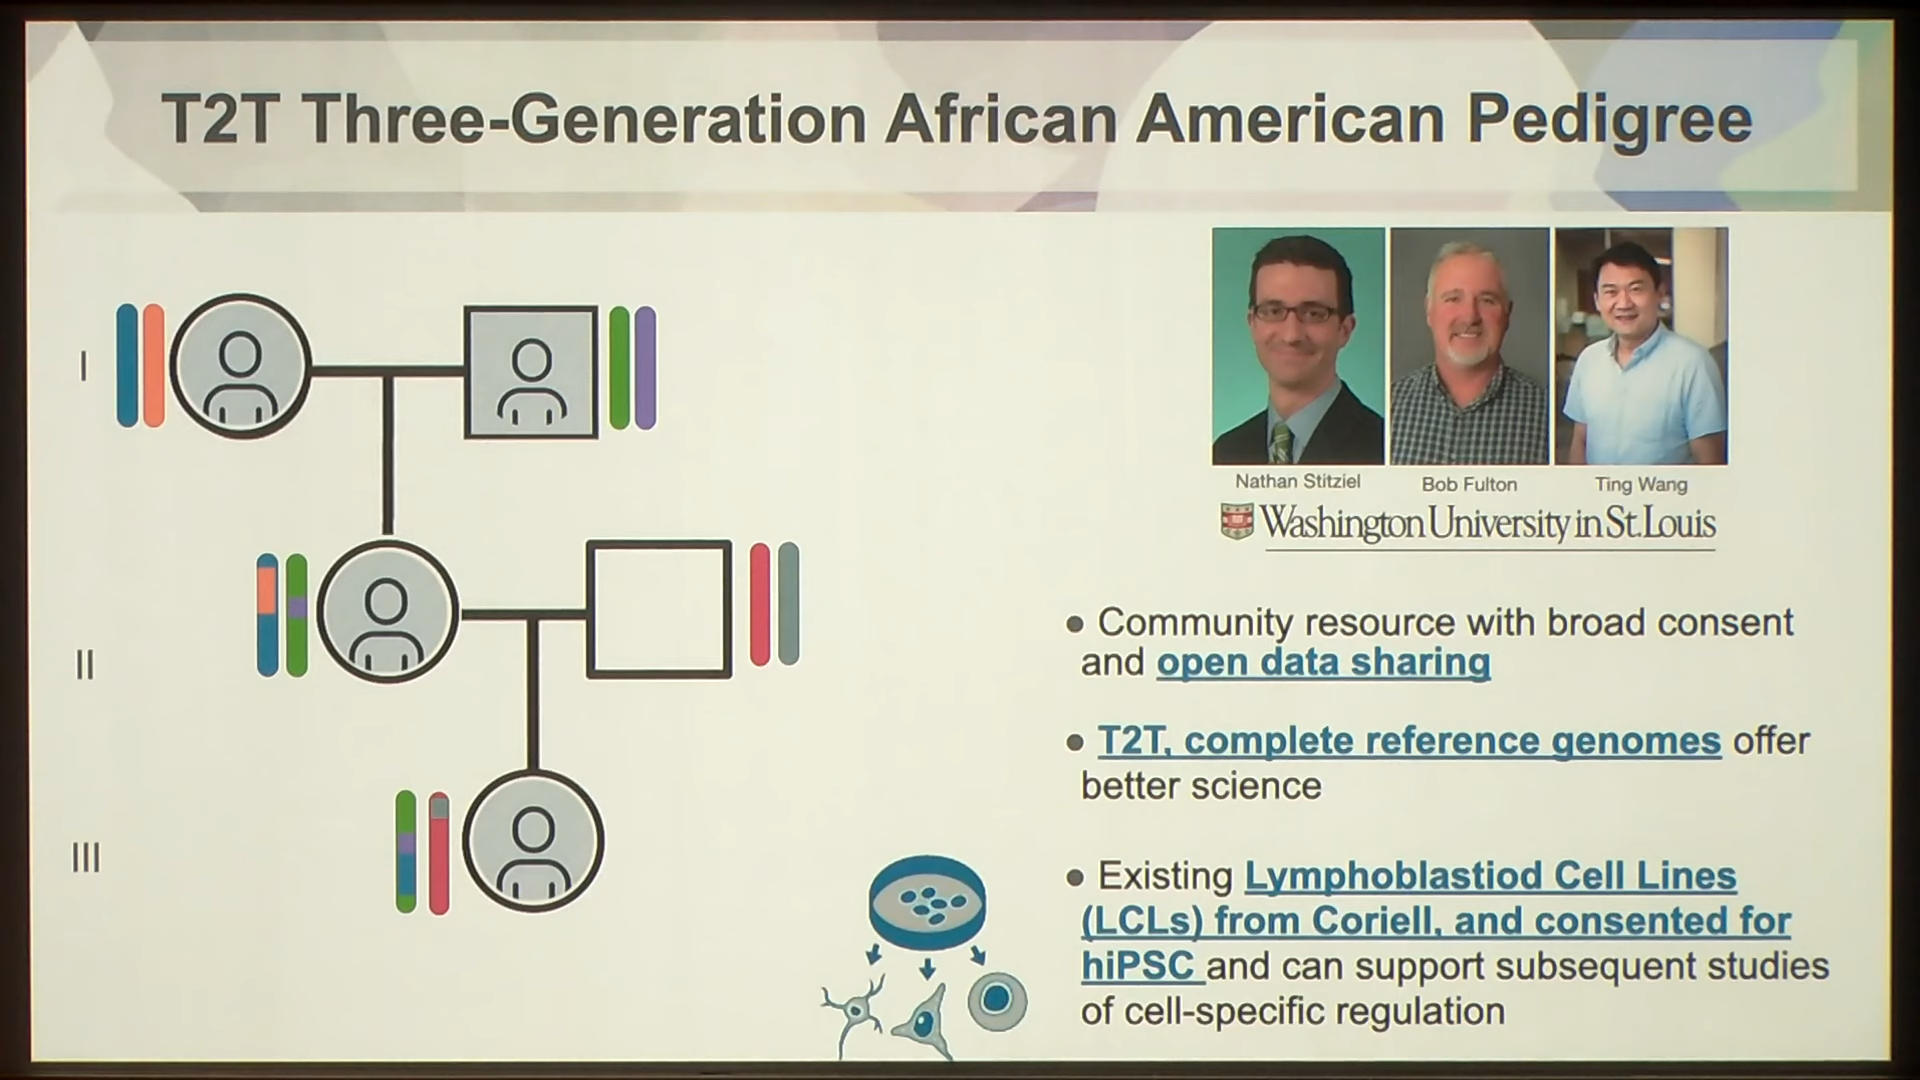 T2T Three-Generation African American Pedigree
I
II
III
Nathan Stitziel
Bob Fulton
Ting Wang
Washington University in St. Louis
• Community resource with broad consent
and open data sharing
• T2T, complete reference genomes offer
better science
• Existing Lymphoblastiod Cell Lines
(LCLs) from Coriell, and consented for
hiPSC and can support subsequent studies
of cell-specific regulation